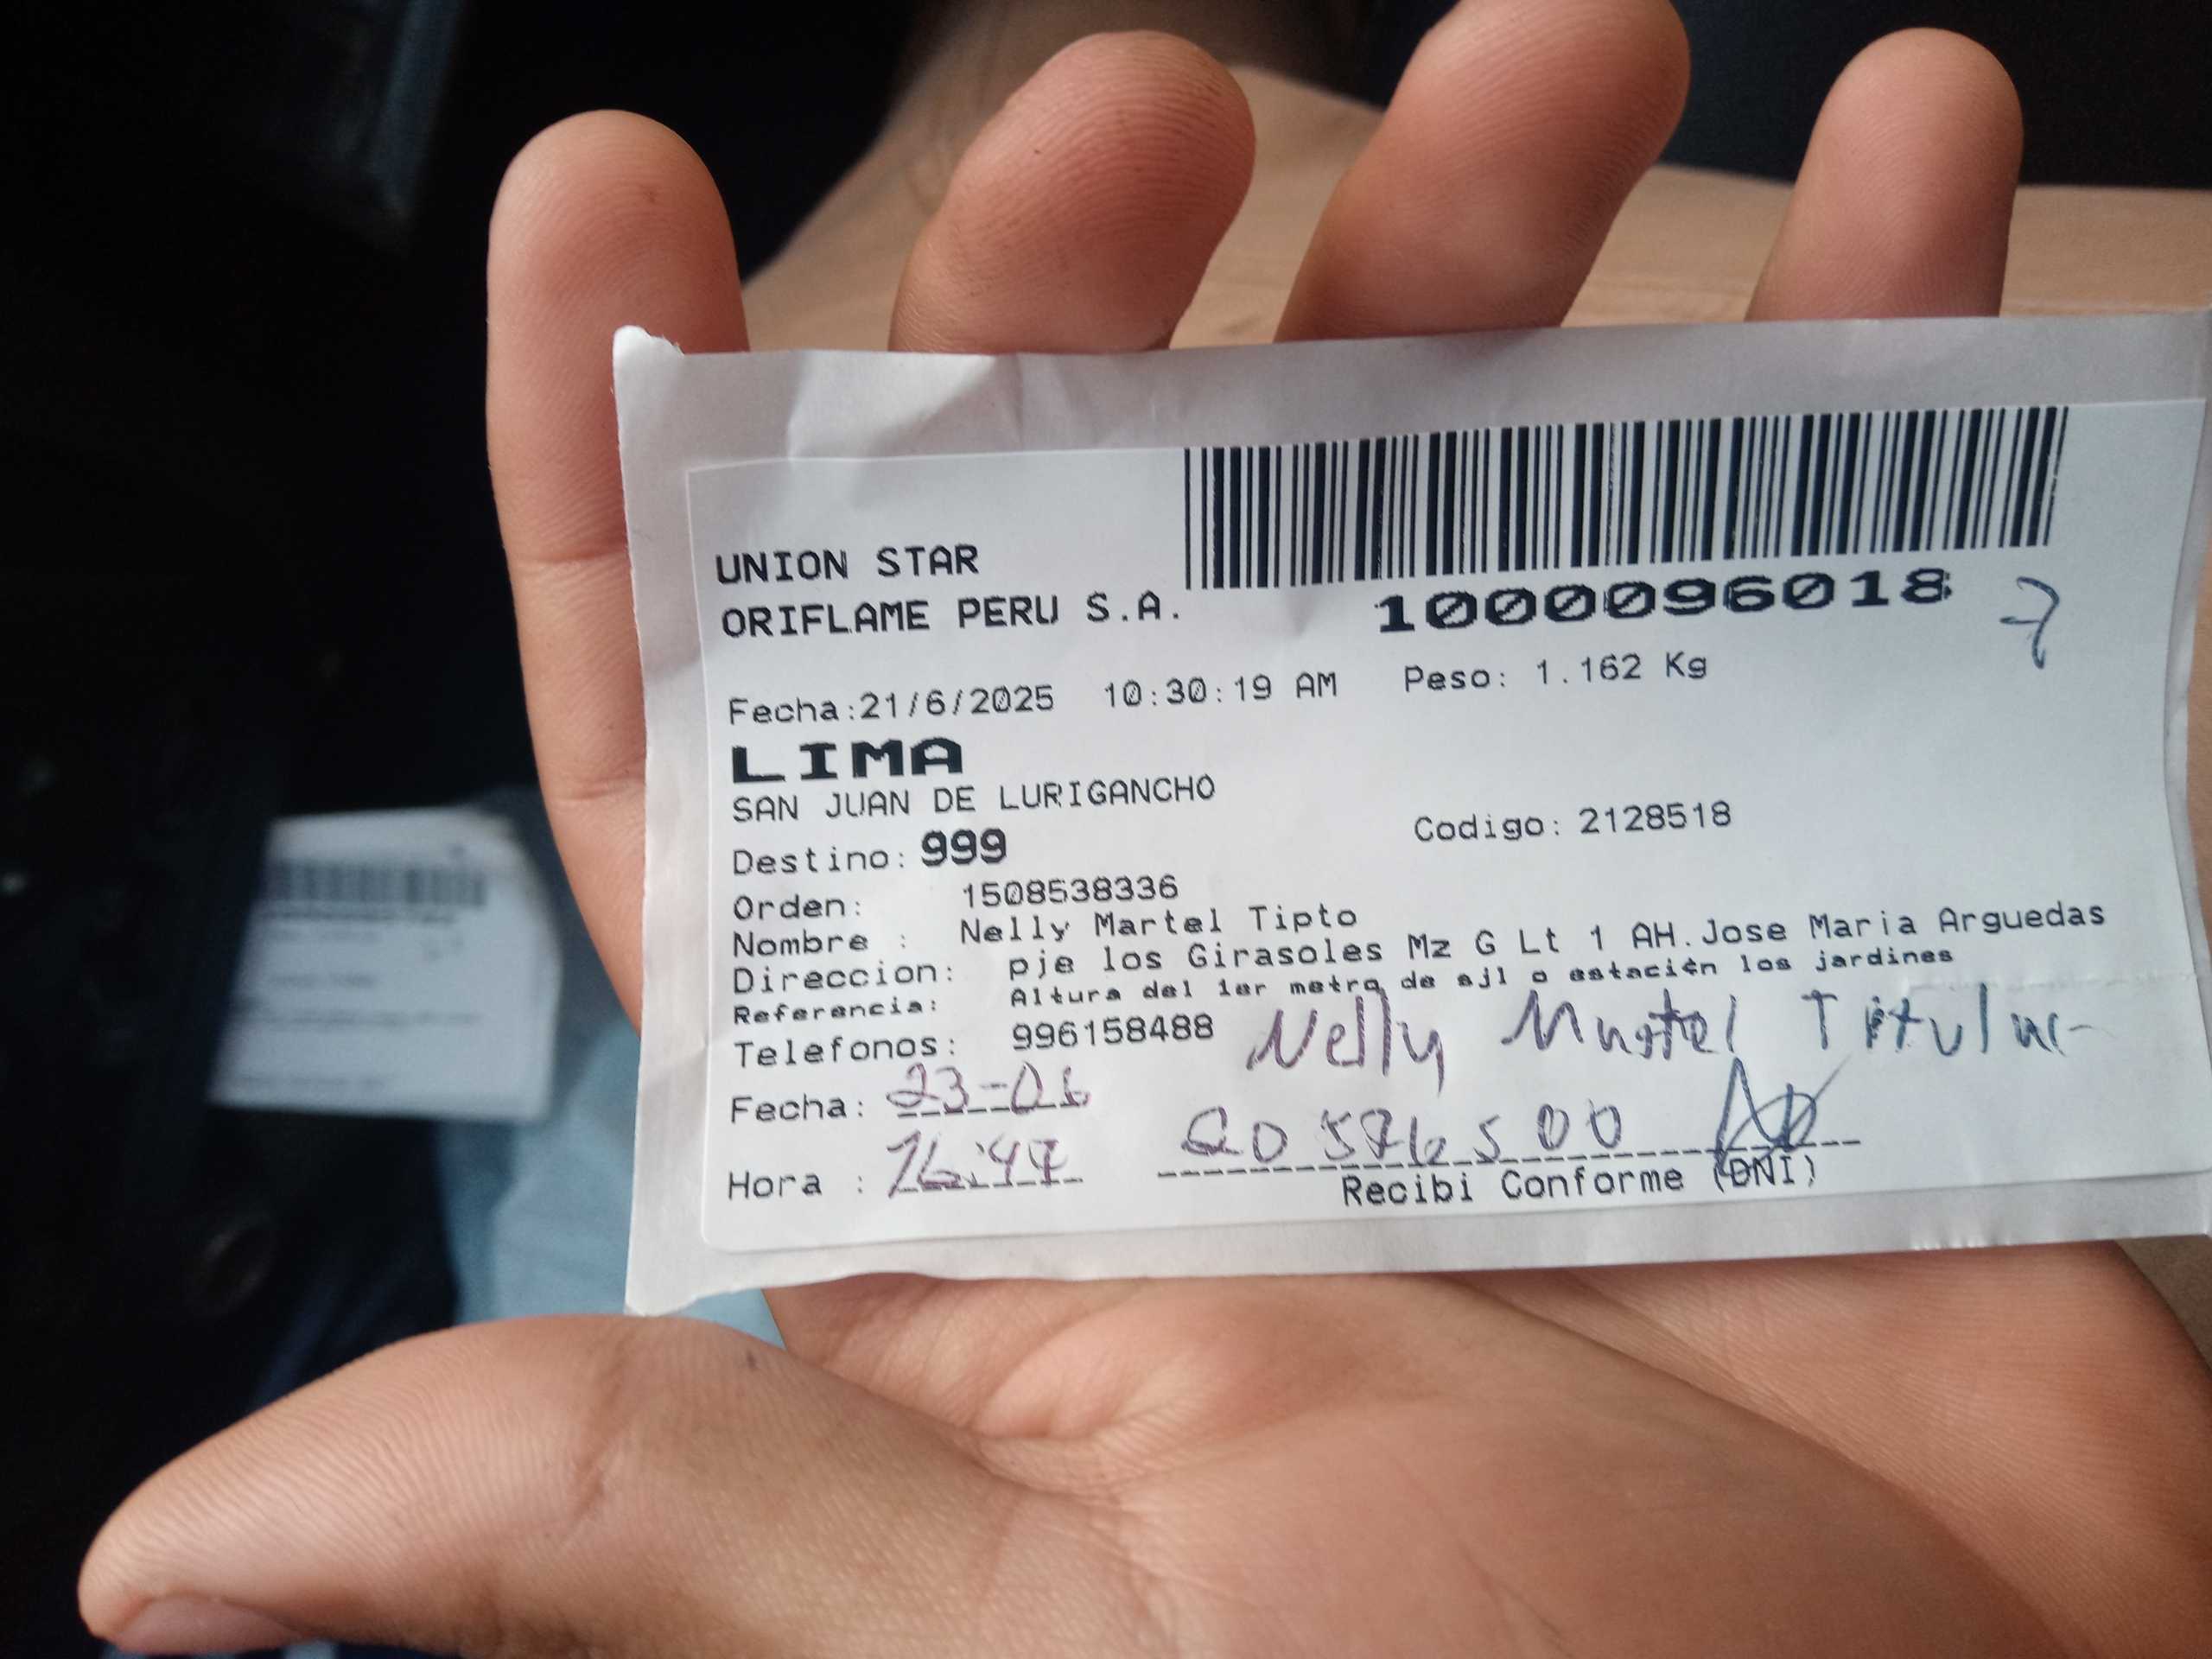 UNION STAR
ORIFLAME PERU S.A.
1000096018
7
Fecha:21/6/2025 10:30:19 AM Peso: 1.162 Kg
LIMA
SAN JUAN DE LURIGANCHO
Destino: 999 Codigo: 2128518
Orden: 1508538336
Nombre : Nelly Martel Tipto
Direccion: pje los Girasoles Mz G Lt 1 AH.Jose Maria Arguedas
Referencia: Altura del 1er metro de sjl o estación los jardines
Telefonos: 996158488 Nelly Martel Titular
Fecha: 23-06
Hora : 16:47
Recibi Conforme (DNI)